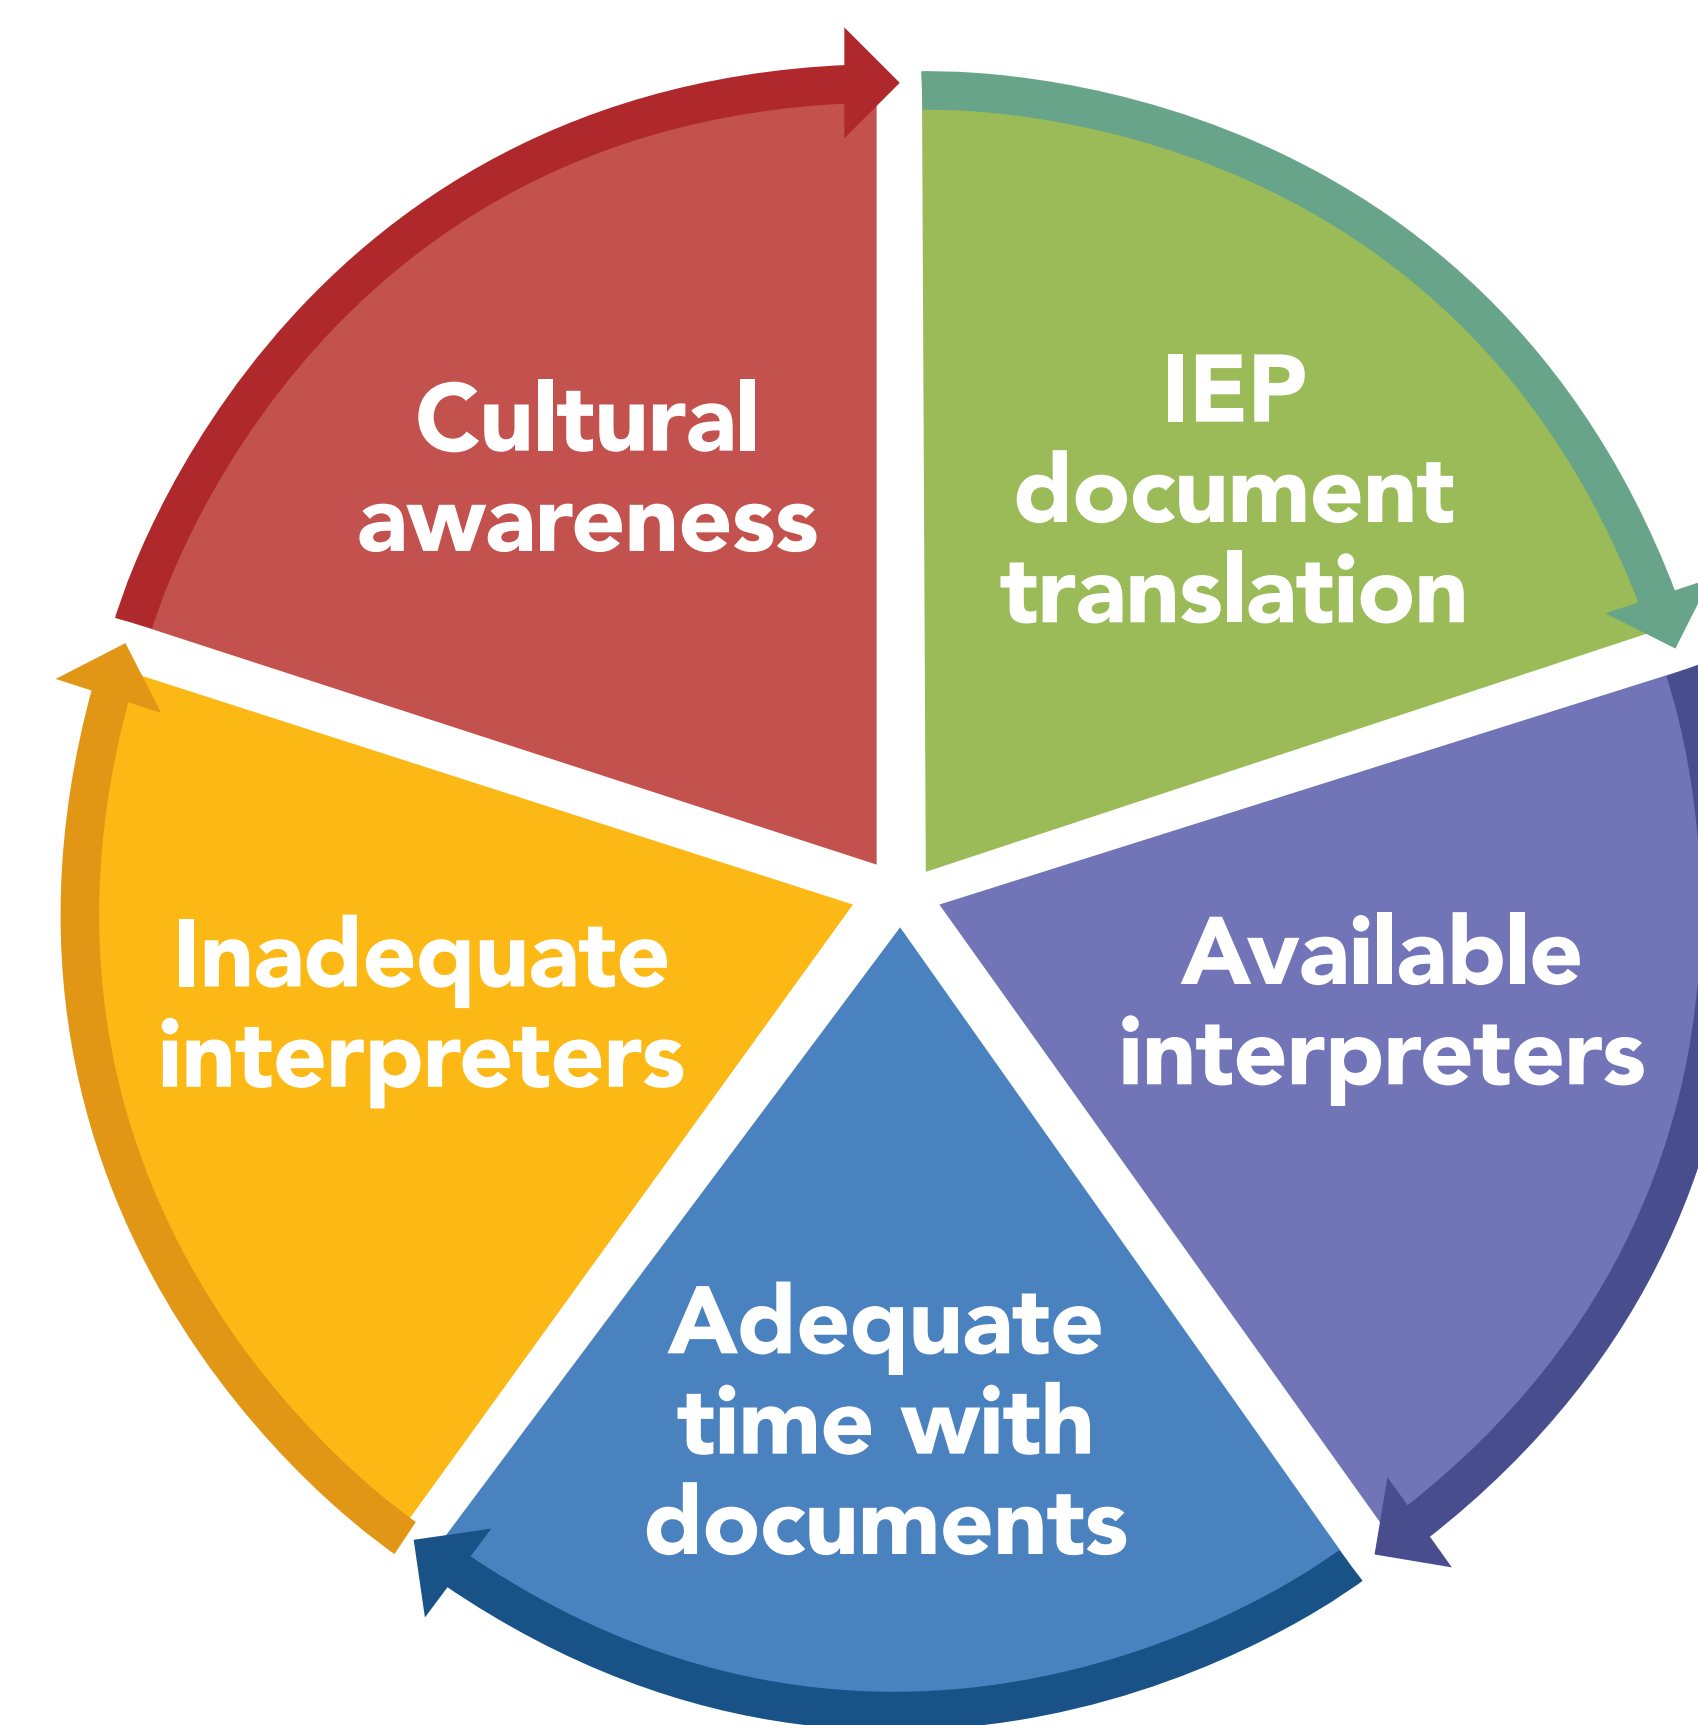 Cultural
awareness
IEP
document
translation
Inadequate
interpreters
Available
interpreters
Adequate
time with
documents